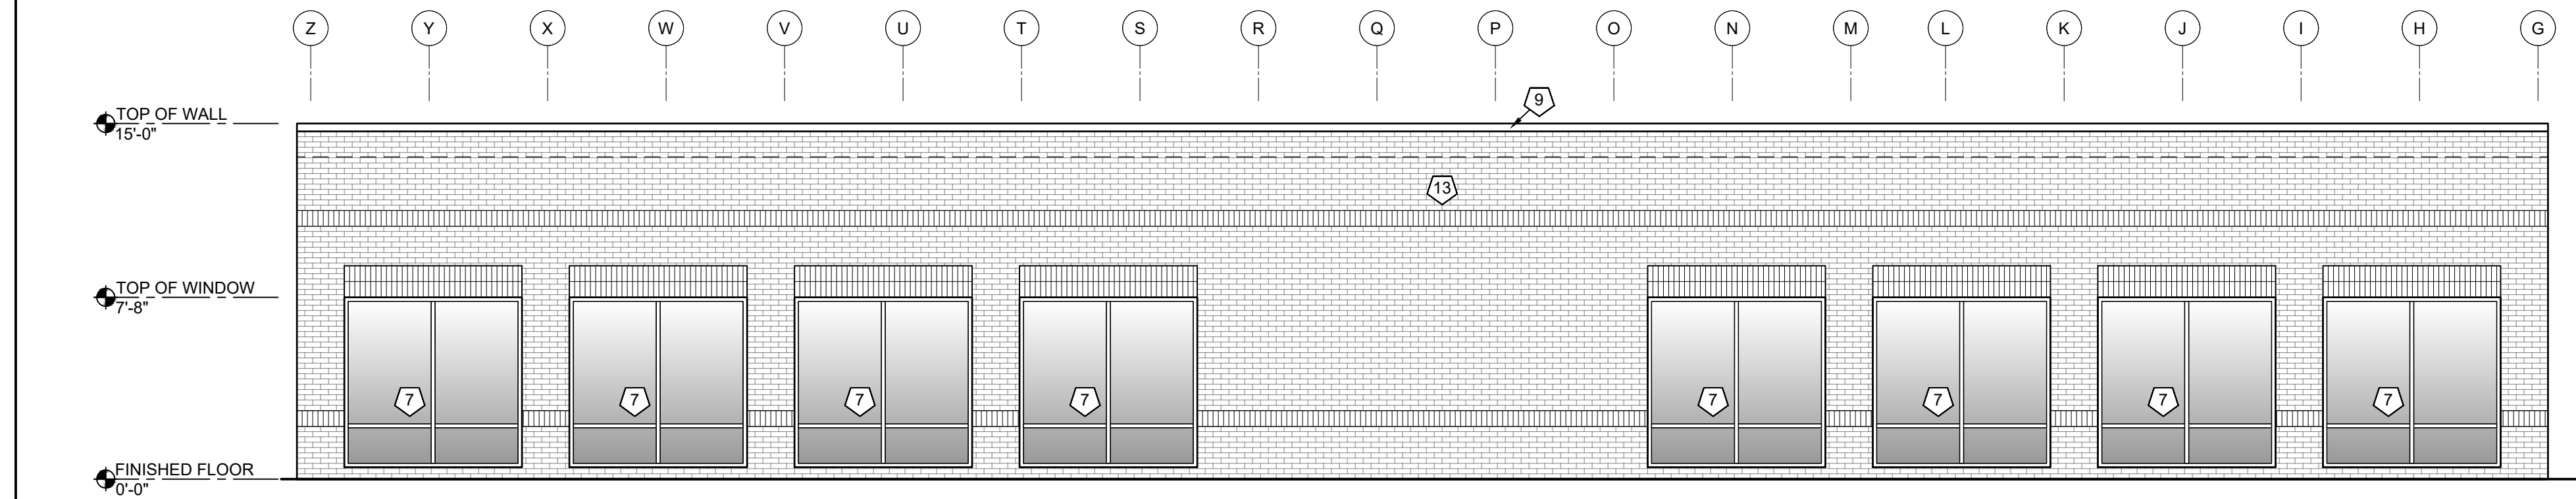 Z Y X W V U T S R Q P O N M L K J I H G
9
TOP OF WALL
15'-0"
13
TOP OF WINDOW
7'-8"
7 7 7 7 7 7 7 7
FINISHED FLOOR
0'-0"